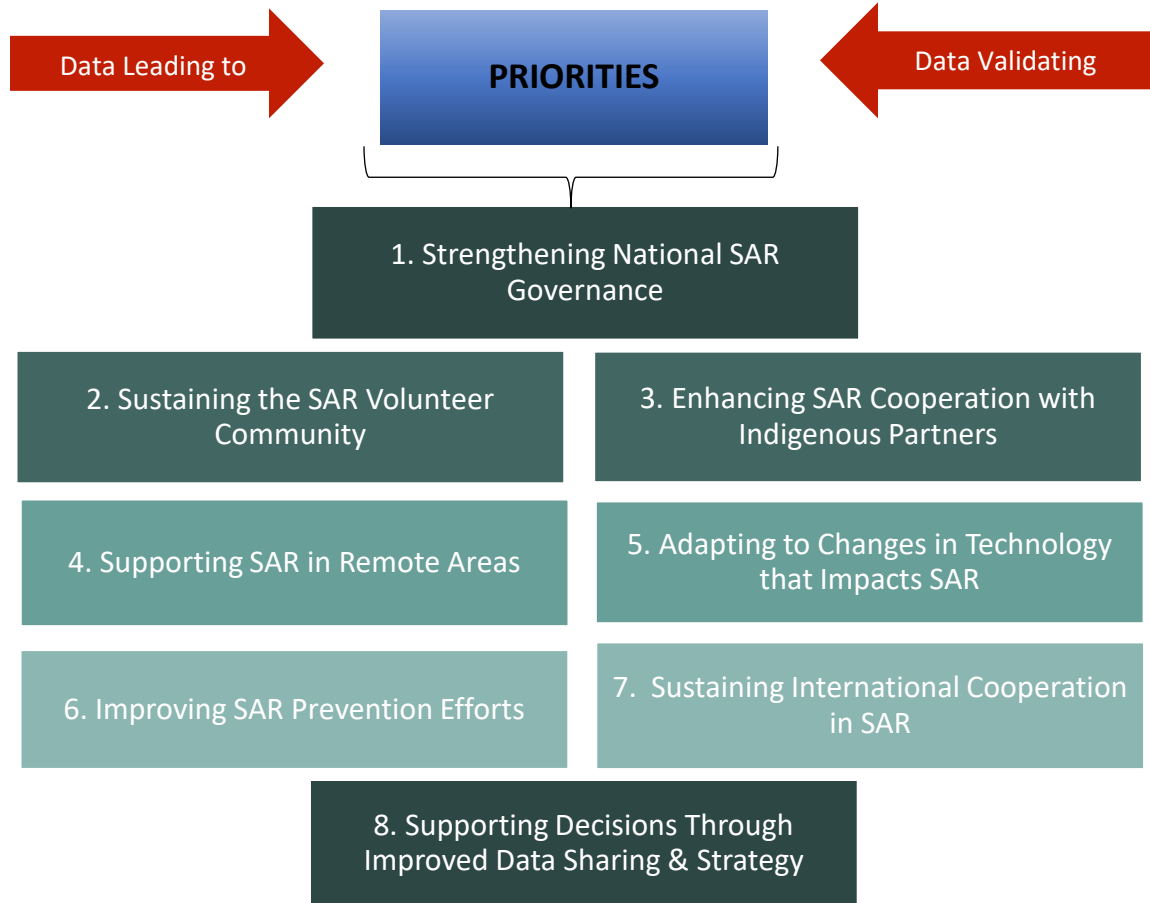 Data Leading to
PRIORITIES
Data Validating
1. Strengthening National SAR
Governance
2. Sustaining the SAR Volunteer
Community
3. Enhancing SAR Cooperation with
Indigenous Partners
4. Supporting SAR in Remote Areas
5. Adapting to Changes in Technology
that Impacts SAR
6. Improving SAR Prevention Efforts
7.  Sustaining International Cooperation
in SAR
8. Supporting Decisions Through
Improved Data Sharing & Strategy